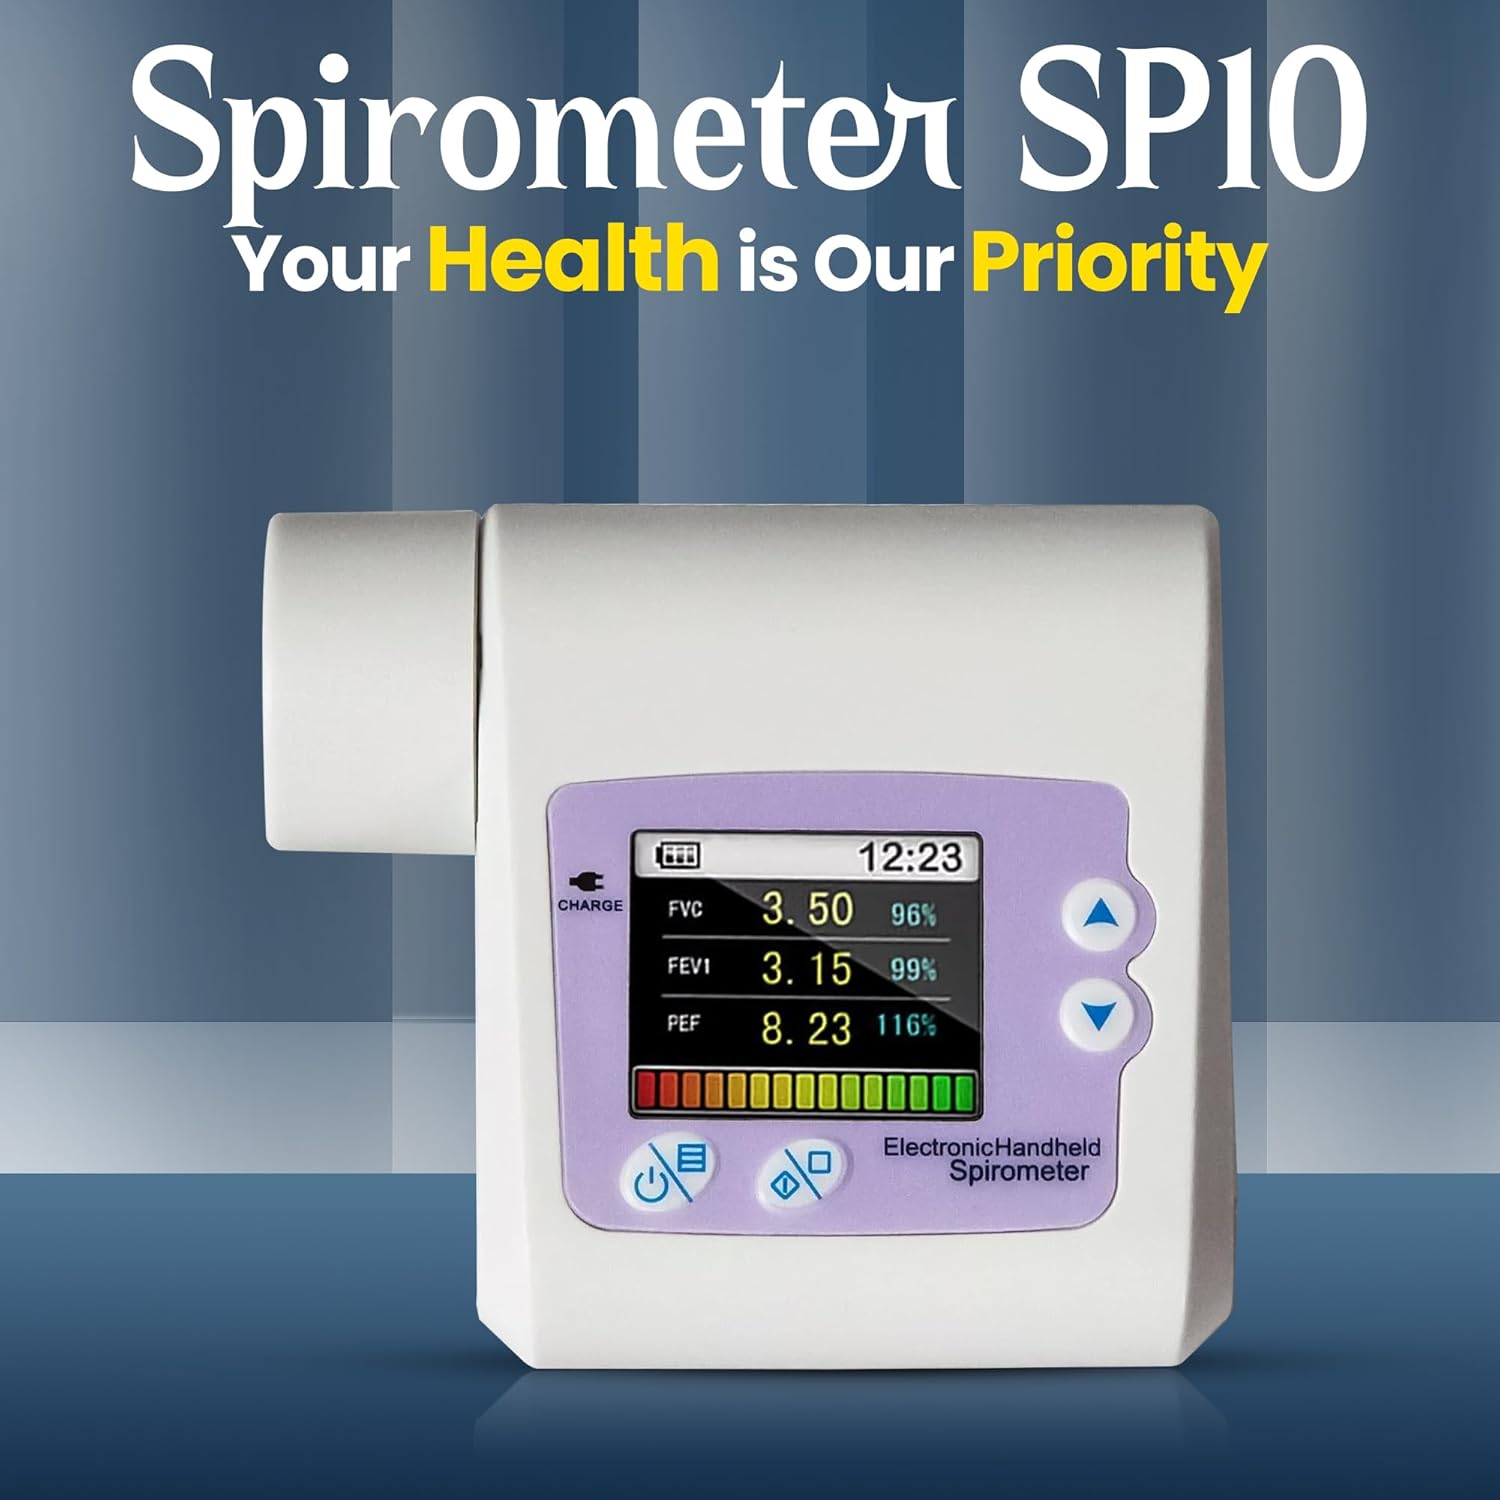 Spirometer SP10
Your Health is Our Priority
12:23
CHARGE
FVC 3.50 96%
FEV1 3.15 99%
PEF 8.23 116%
ElectronicHandheld
Spirometer